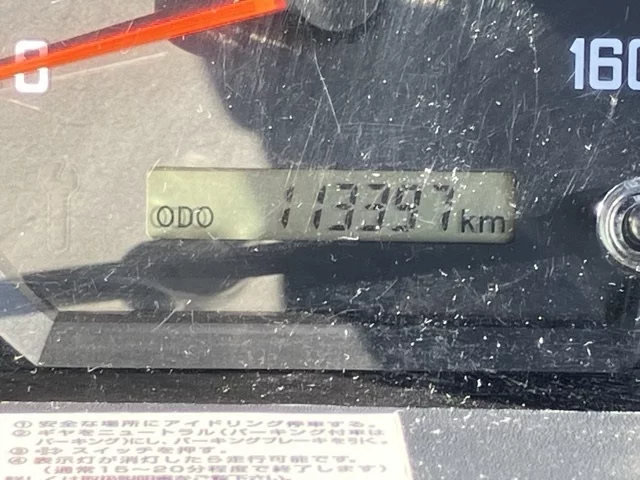 0
160
ODO 113397 km
①安全な場所にアイドリング停車する。
②ギヤをニュートラル(パーキング付車は
パーキング)にし、パーキングブレーキを引く。
③ スイッチを押す。
④表示灯が消灯したら走行可能です。
(通常15〜20分程度で終了します)